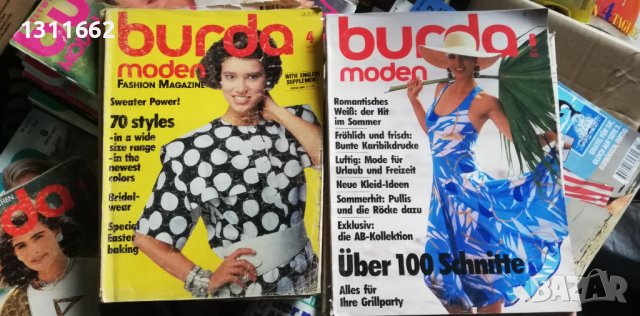 1311662
burda
moden
4
FASHION MAGAZINE
WITH ENGLISH
SUPPLEMENT
Sweater Power!
70 styles
-in a wide
size range
-in the
newest
colors
Bridal-
wear
Special
Easter
baking
burda
moden
Romantisches
Weiß: der Hit
im Sommer
Fröhlich und frisch:
Bunte Karibikdrucke
Luftig: Mode für
Urlaub und Freizeit
Neue Kleid-Ideen
Sommerhit: Pullis
und die Röcke dazu
Exklusiv:
die AB-Kollektion
Über 100 Schnitte
Alles für
Ihre Grillparty
BAZAR